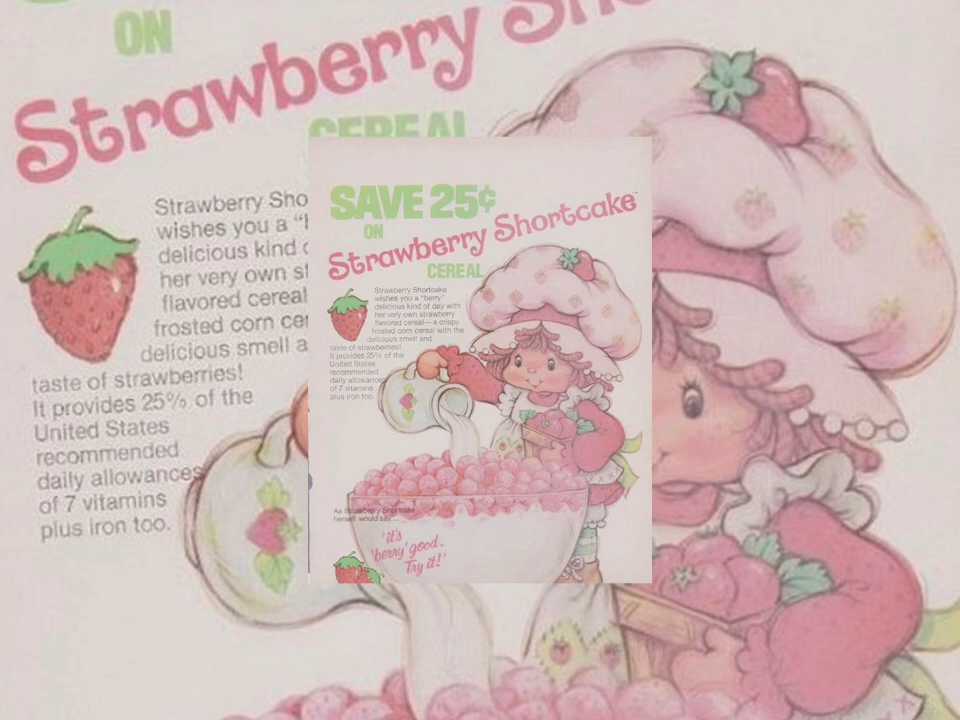 SAVE 25¢
ON
Strawberry Shortcake™
CEREAL
Strawberry Shortcake
wishes you a "berry"
delicious kind of day with
her very own strawberry
flavored cereal—a crispy
frosted corn cereal with the
delicious smell and
taste of strawberries!
It provides 25% of the
United States
recommended
daily allowances
of 7 vitamins
plus iron too.
As Strawberry Shortcake
herself would say...
"it's
'berry' good.
Try it!"
ON
Strawberry Sho
CEREAL
Strawberry Sho
wishes you a "b
delicious kind o
her very own st
flavored cereal
frosted corn cer
delicious smell a
taste of strawberries!
It provides 25% of the
United States
recommended
daily allowances
of 7 vitamins
plus iron too.